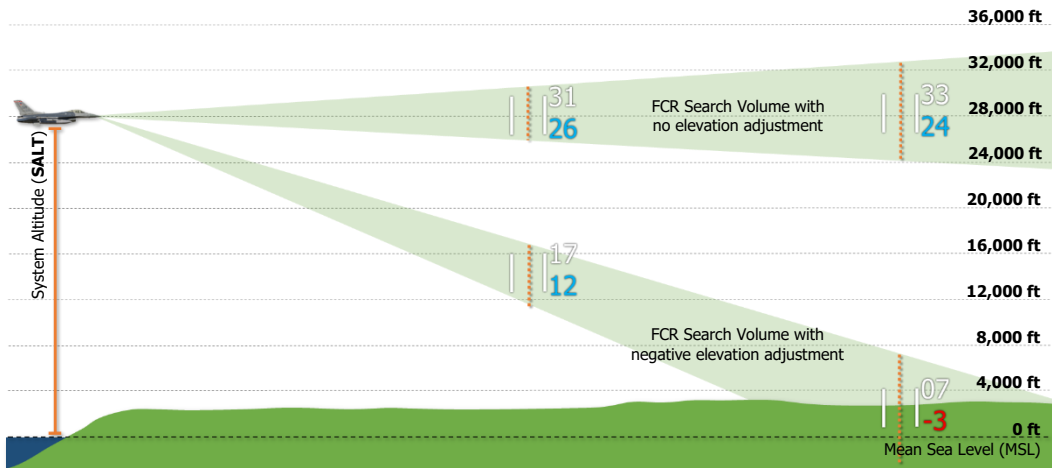 36,000 ft
32,000 ft
31
26
FCR Search Volume with
no elevation adjustment
33
24
28,000 ft
24,000 ft
System Altitude (SALT)
20,000 ft
17
12
16,000 ft
12,000 ft
FCR Search Volume with
negative elevation adjustment
8,000 ft
4,000 ft
07
-3
0 ft
Mean Sea Level (MSL)